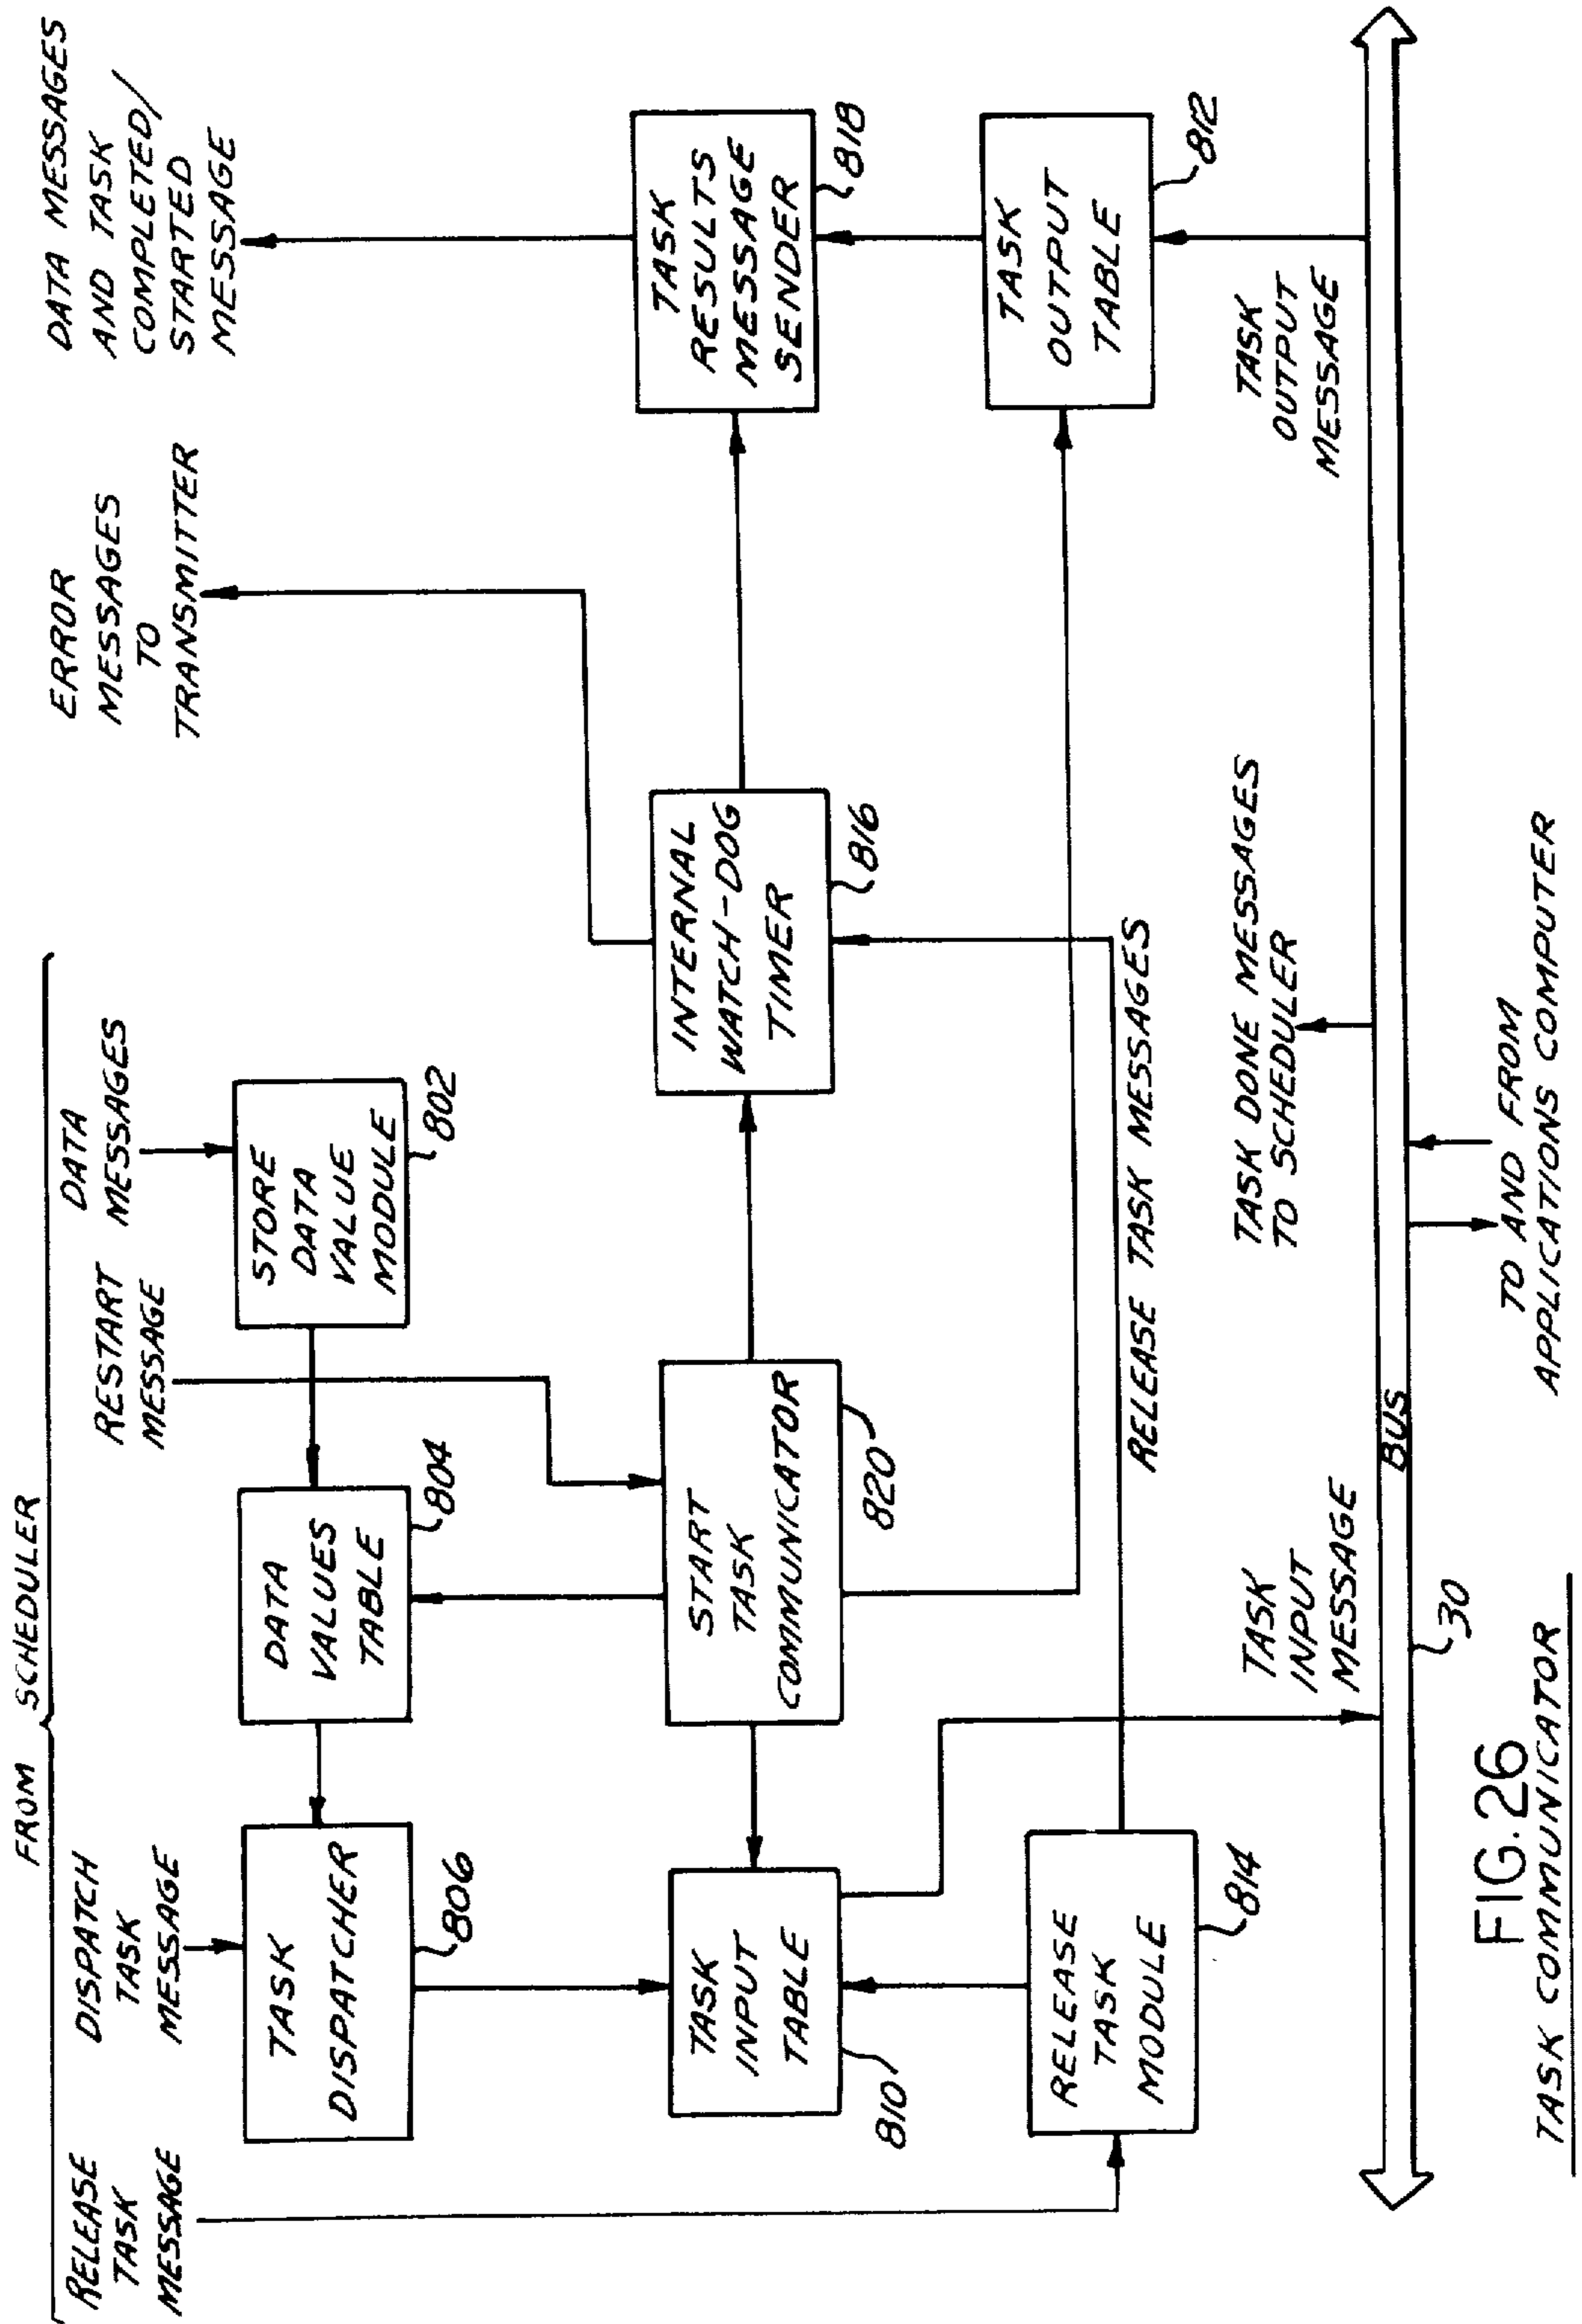 FROM SCHEDULER
RELEASE
TASK
MESSAGE
DISPATCH
TASK
MESSAGE
RESTART
MESSAGE
DATA
MESSAGES
ERROR
MESSAGES
TO
TRANSMITTER
DATA MESSAGES
AND TASK
COMPLETED/
STARTED
MESSAGE
TASK
DISPATCHER
806
DATA
VALUES
TABLE
804
STORE
DATA
VALUE
MODULE
802
TASK
INPUT
TABLE
810
START
TASK
COMMUNICATOR
820
INTERNAL
WATCH-DOG
TIMER
816
TASK
RESULTS
MESSAGE
SENDER
818
RELEASE
TASK
MODULE
814
RELEASE TASK MESSAGES
TASK
OUTPUT
TABLE
812
TASK
INPUT
MESSAGE
TASK DONE MESSAGES
TO SCHEDULER
TASK
OUTPUT
MESSAGE
BUS
30
TO AND FROM
APPLICATIONS COMPUTER
FIG. 26
TASK COMMUNICATOR